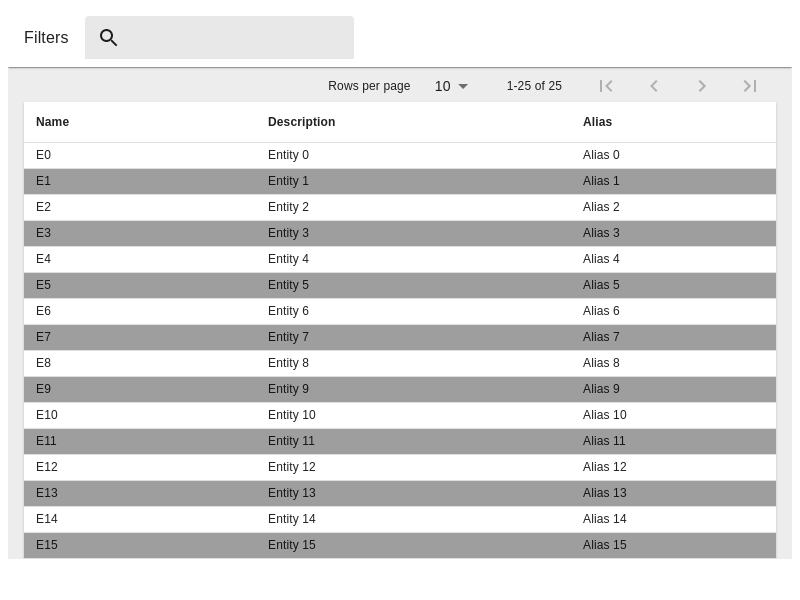 Filters
Rows per page 10 1-25 of 25
Name Description Alias
E0 Entity 0 Alias 0
E1 Entity 1 Alias 1
E2 Entity 2 Alias 2
E3 Entity 3 Alias 3
E4 Entity 4 Alias 4
E5 Entity 5 Alias 5
E6 Entity 6 Alias 6
E7 Entity 7 Alias 7
E8 Entity 8 Alias 8
E9 Entity 9 Alias 9
E10 Entity 10 Alias 10
E11 Entity 11 Alias 11
E12 Entity 12 Alias 12
E13 Entity 13 Alias 13
E14 Entity 14 Alias 14
E15 Entity 15 Alias 15